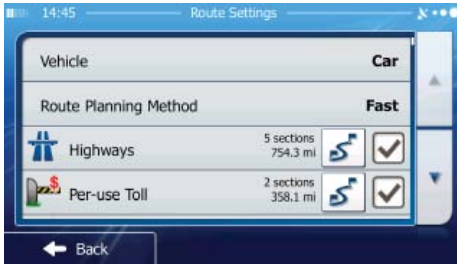 14:45 Route Settings
Vehicle Car
Route Planning Method Fast
Highways 5 sections 754.3 mi
Per-use Toll 2 sections 358.1 mi
Back